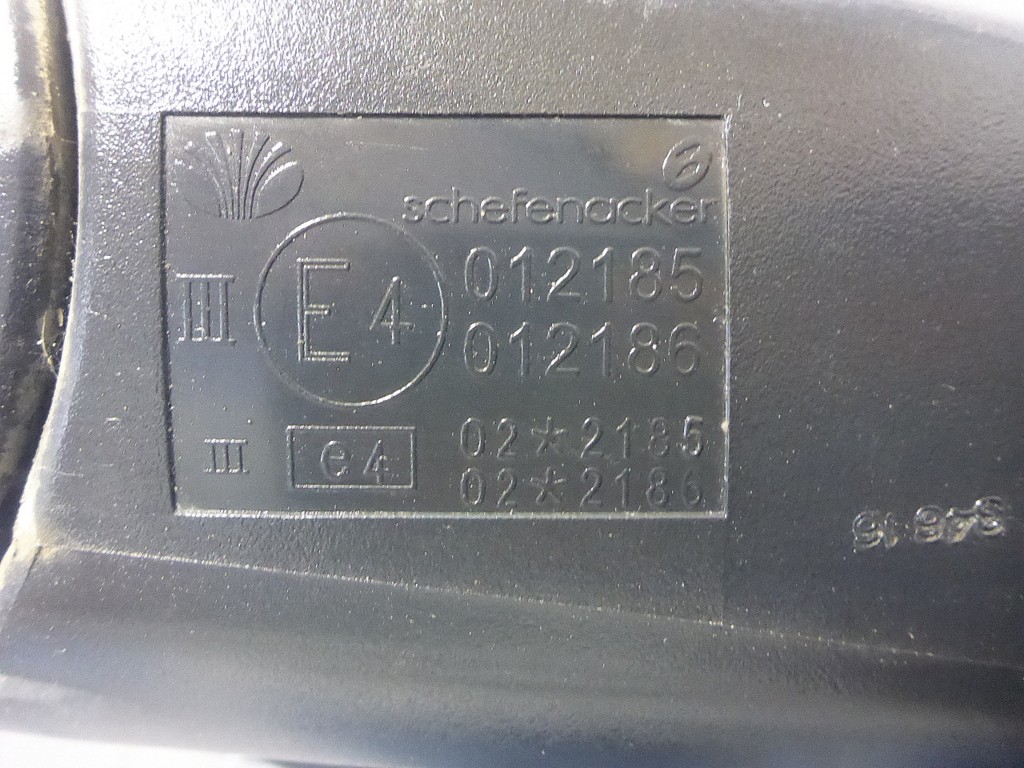 schefenacker
III E4 012185
012186
III e4 02*2185
02*2186